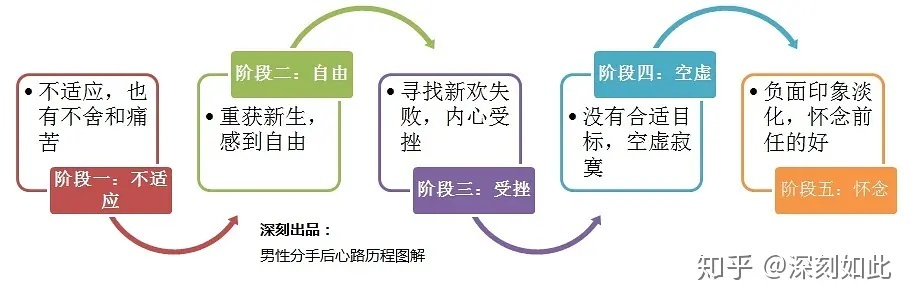 • 不适应，也
有不舍和痛
苦
阶段一：不适
应
阶段二：自由
• 重获新生，
感到自由
• 寻找新欢失
败，内心受
挫
阶段三：受挫
阶段四：空虚
• 没有合适目
标，空虚寂
寞
• 负面印象淡
化，怀念前
任的好
阶段五：怀念
深刻出品：
男性分手后心路历程图解
知乎 @深刻如此